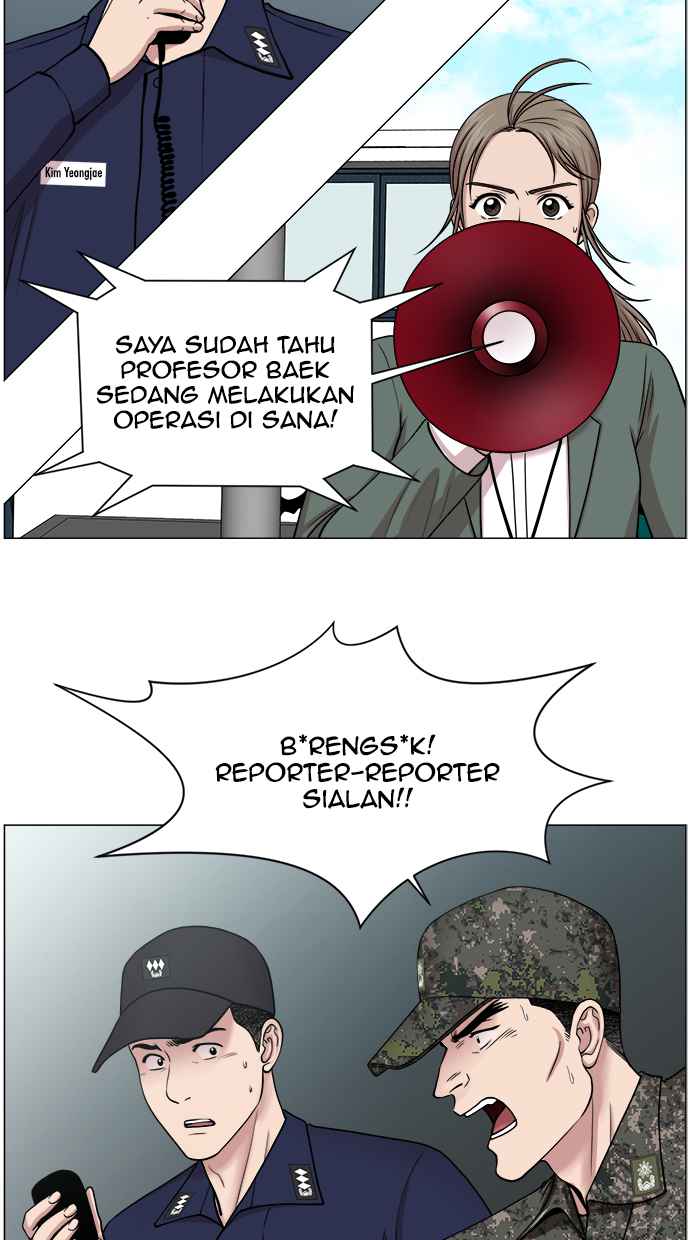 Kim Yeongjae
SAYA SUDAH TAHU
PROFESOR BAEK
SEDANG MELAKUKAN
OPERASI DI SANA!
B*RENGS*K!
REPORTER-REPORTER
SIALAN!!